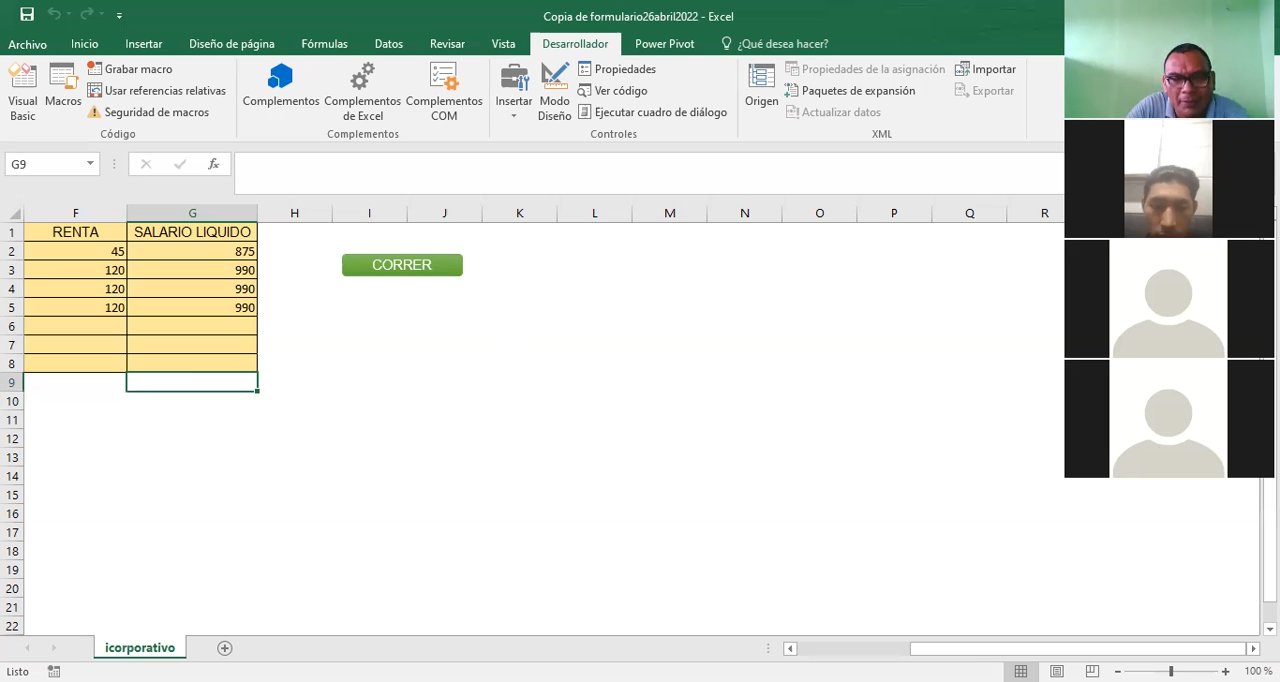 Copia de formulario26abril2022 - Excel
Archivo Inicio Insertar Diseño de página Fórmulas Datos Revisar Vista Desarrollador Power Pivot ¿Qué desea hacer?
Visual Basic
Macros
Grabar macro
Usar referencias relativas
Seguridad de macros
Código
Complementos
Complementos de Excel
Complementos COM
Complementos
Insertar
Modo Diseño
Propiedades
Ver código
Ejecutar cuadro de diálogo
Controles
Origen
Propiedades de la asignación
Paquetes de expansión
Actualizar datos
Importar
Exportar
XML
G9 fx
F G H I J K L M N O P Q R
1 RENTA SALARIO LIQUIDO
2 45 875
3 120 990 CORRER
4 120 990
5 120 990
6
7
8
9
10
11
12
13
14
15
16
17
18
19
20
21
22
icorporativo
Listo 100 %